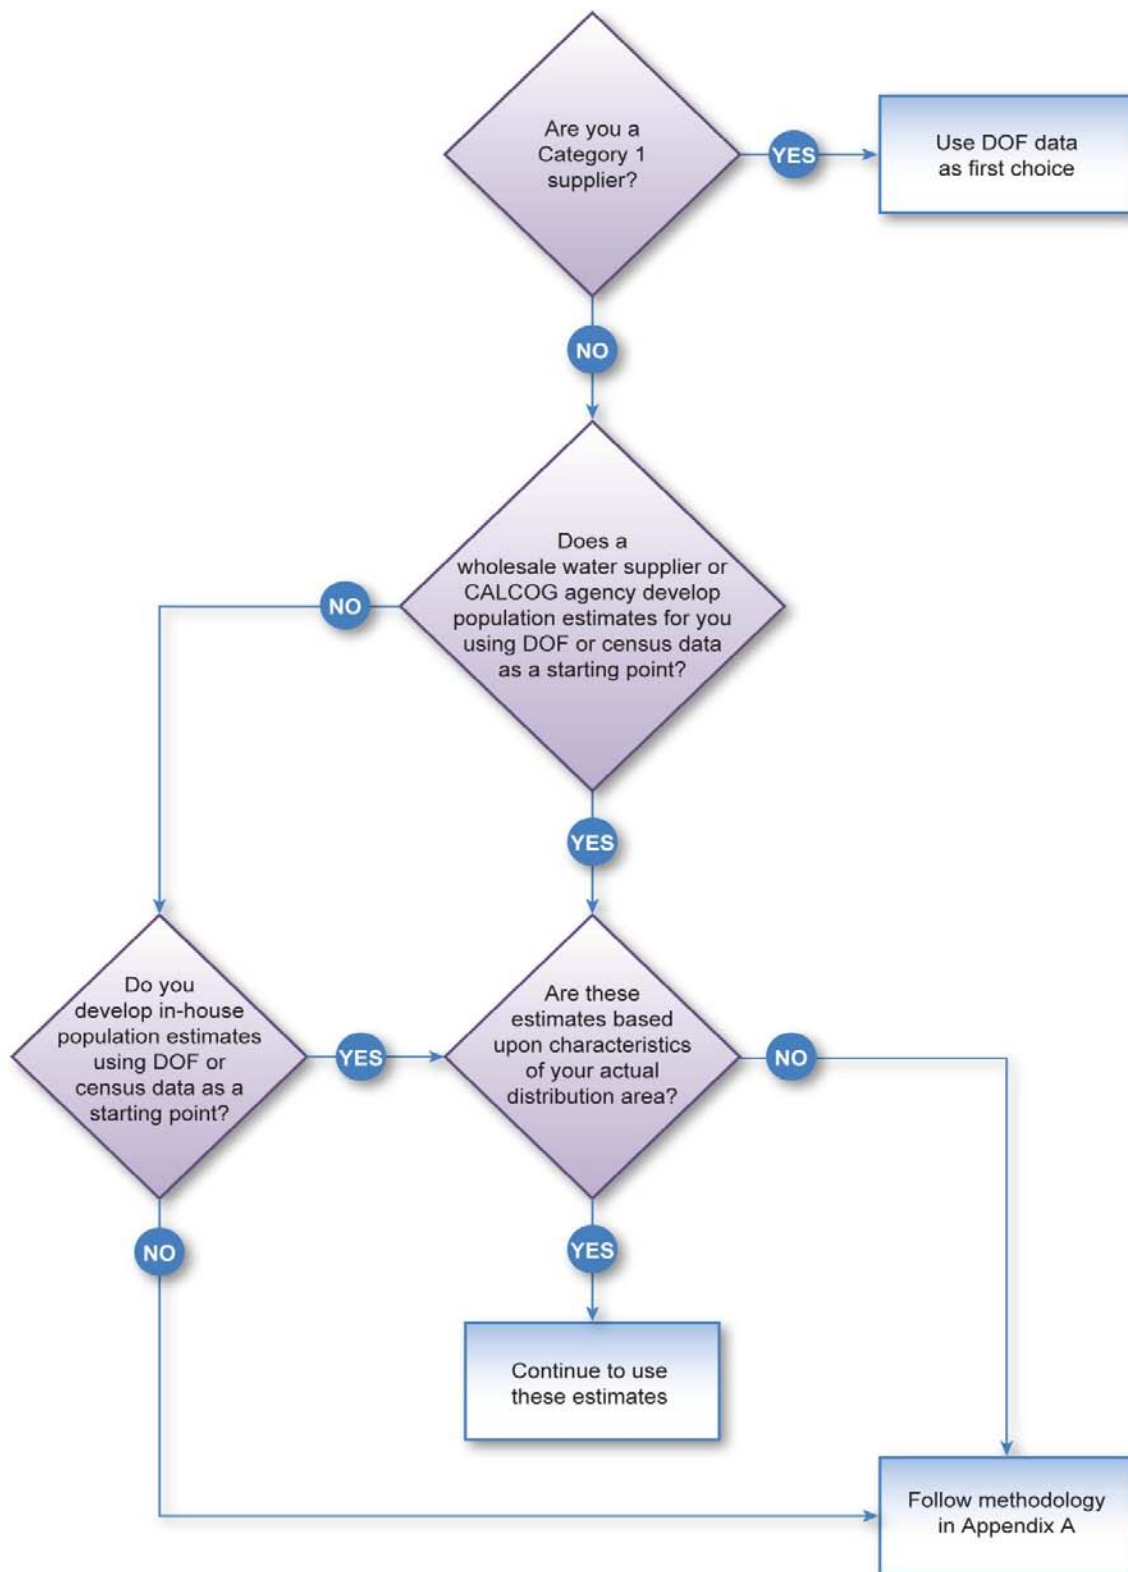 Are you a
Category 1
supplier?
YES
Use DOF data
as first choice
NO
Does a
wholesale water supplier or
CALCOG agency develop
population estimates for you
using DOF or census data
as a starting point?
NO
YES
Do you
develop in-house
population estimates
using DOF or
census data as a
starting point?
YES
Are these
estimates based
upon characteristics
of your actual
distribution area?
NO
NO
YES
Continue to use
these estimates
Follow methodology
in Appendix A